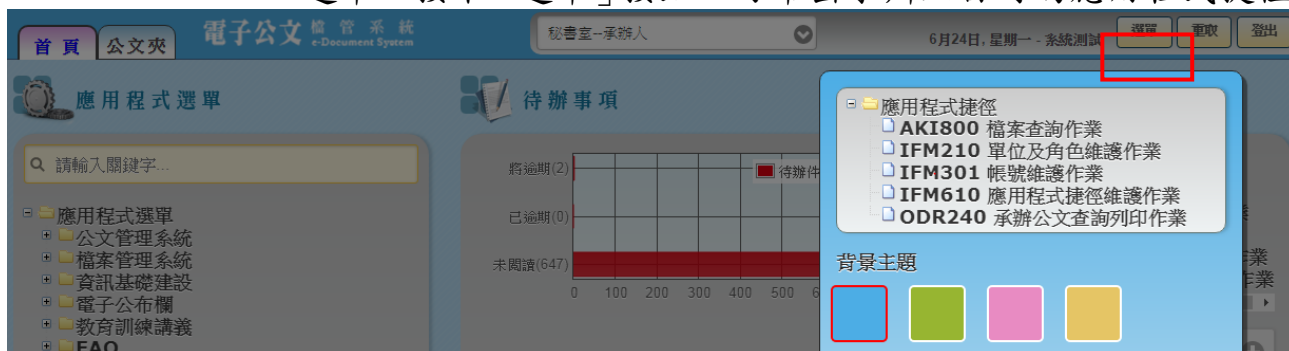 首頁 公文夾 電子公文 檔管系統
e-Document System
秘書室--承辦人
6月24日, 星期一 - 系統測試 選單 重取 登出
應用程式選單
請輸入關鍵字...
應用程式選單
公文管理系統
檔案管理系統
資訊基礎建設
電子公布欄
教育訓練講義
FAQ
待辦事項
將逾期(2)
已逾期(0)
未閱讀(647)
待辦件
0 100 200 300 400 500 6
應用程式捷徑
AKI800 檔案查詢作業
IFM210 單位及角色維護作業
IFM301 帳號維護作業
IFM610 應用程式捷徑維護作業
ODR240 承辦公文查詢列印作業
背景主題
業
作業